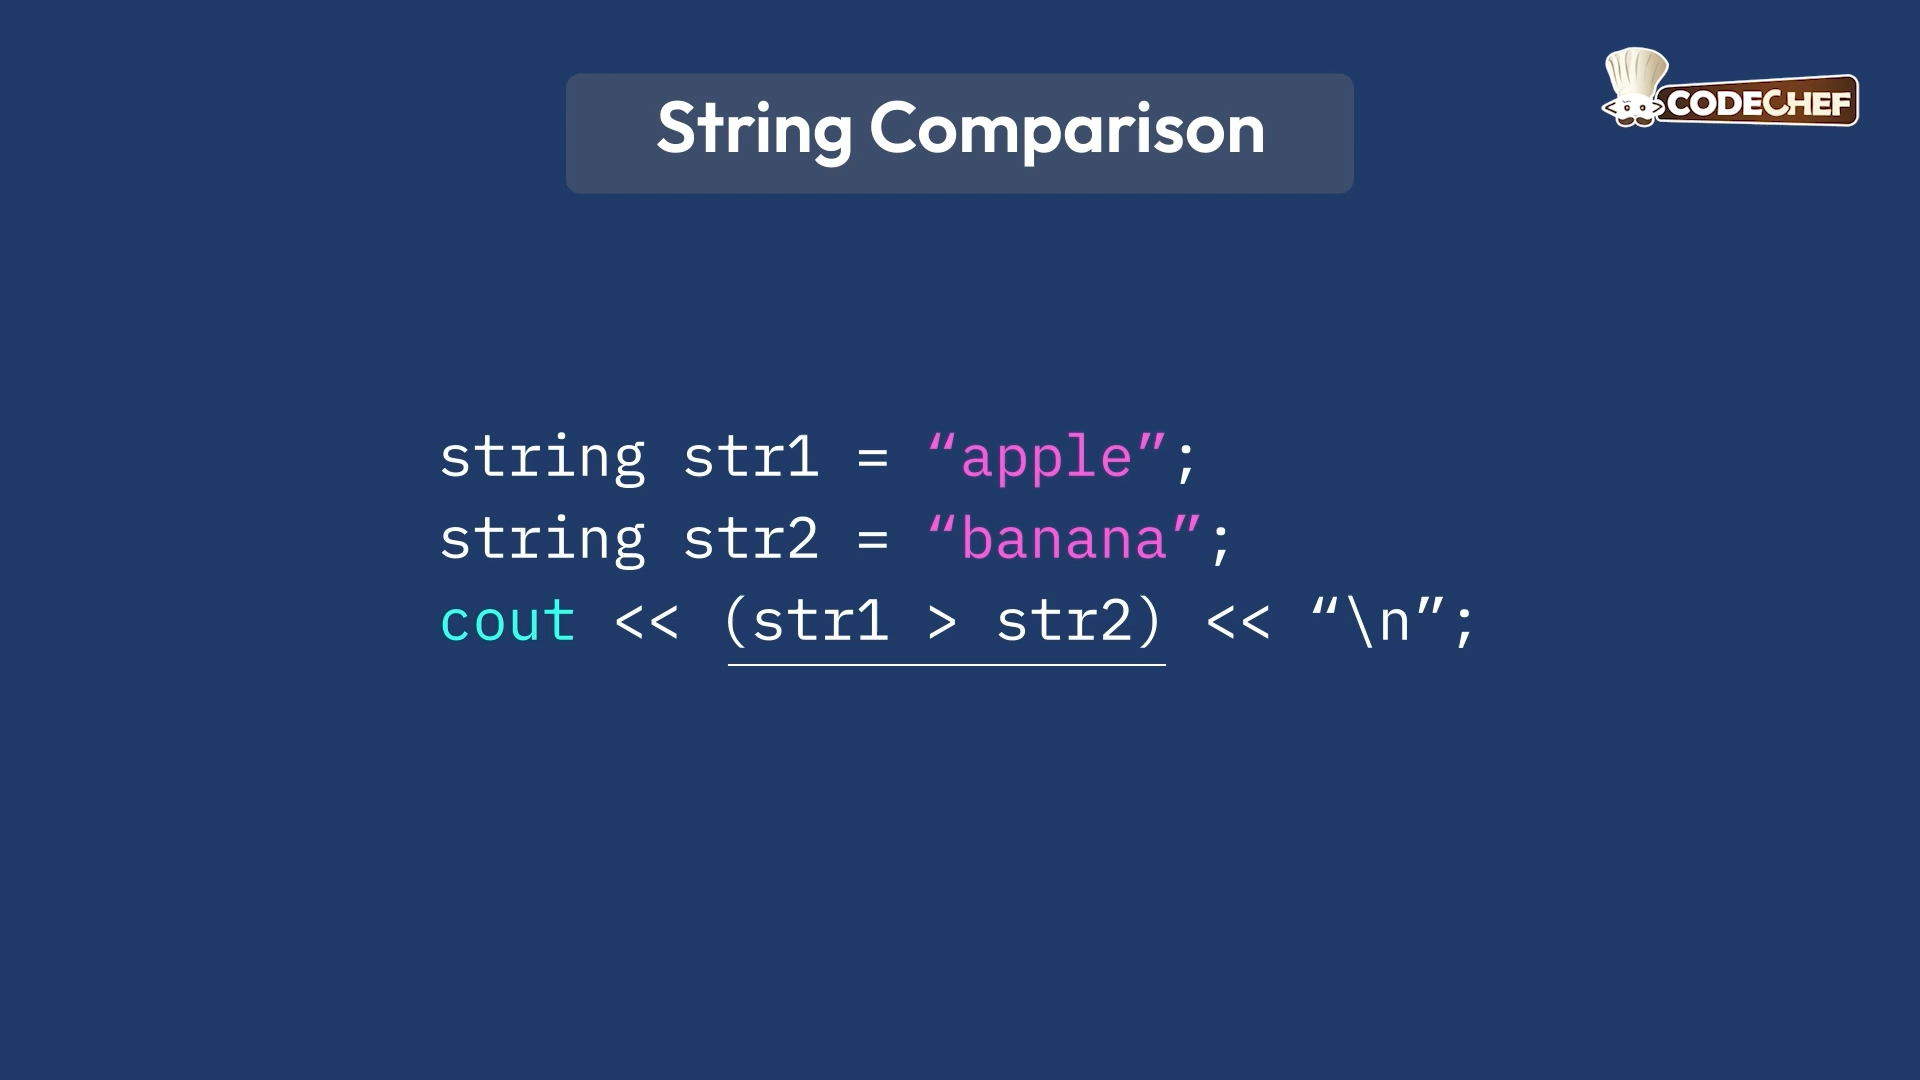 String Comparison
CODECHEF
string str1 = “apple”;
string str2 = “banana”;
cout << (str1 > str2) << “\n”;